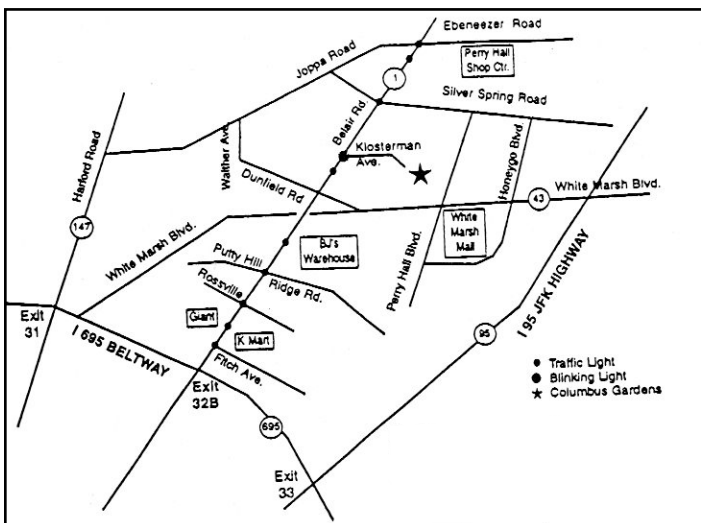 Ebeneezer Road
Joppa Road
Perry Hall
Shop Ctr.
1
Silver Spring Road
Belair Rd.
Klosterman
Ave.
Walther Ave.
Harford Road
Dunfield Rd
Honeygo Blvd.
White Marsh Blvd.
43
147
White Marsh Blvd.
BJ's
Warehouse
White
Marsh
Mall
Putty Hill
Ridge Rd.
Perry Hall Blvd.
Rossville
I 95 JFK HIGHWAY
Exit
31
Giant
K Mart
95
I 695 BELTWAY
Fitch Ave.
Traffic Light
Blinking Light
Columbus Gardens
Exit
32B
695
Exit
33